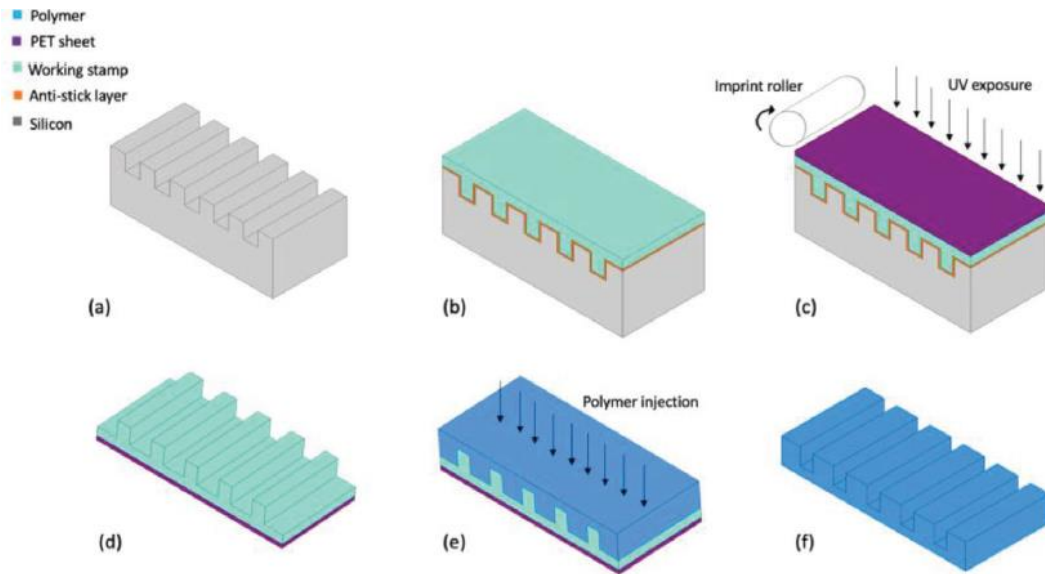 Polymer
PET sheet
Working stamp
Anti-stick layer
Silicon
Imprint roller
UV exposure
(a)
(b)
(c)
Polymer injection
(d)
(e)
(f)